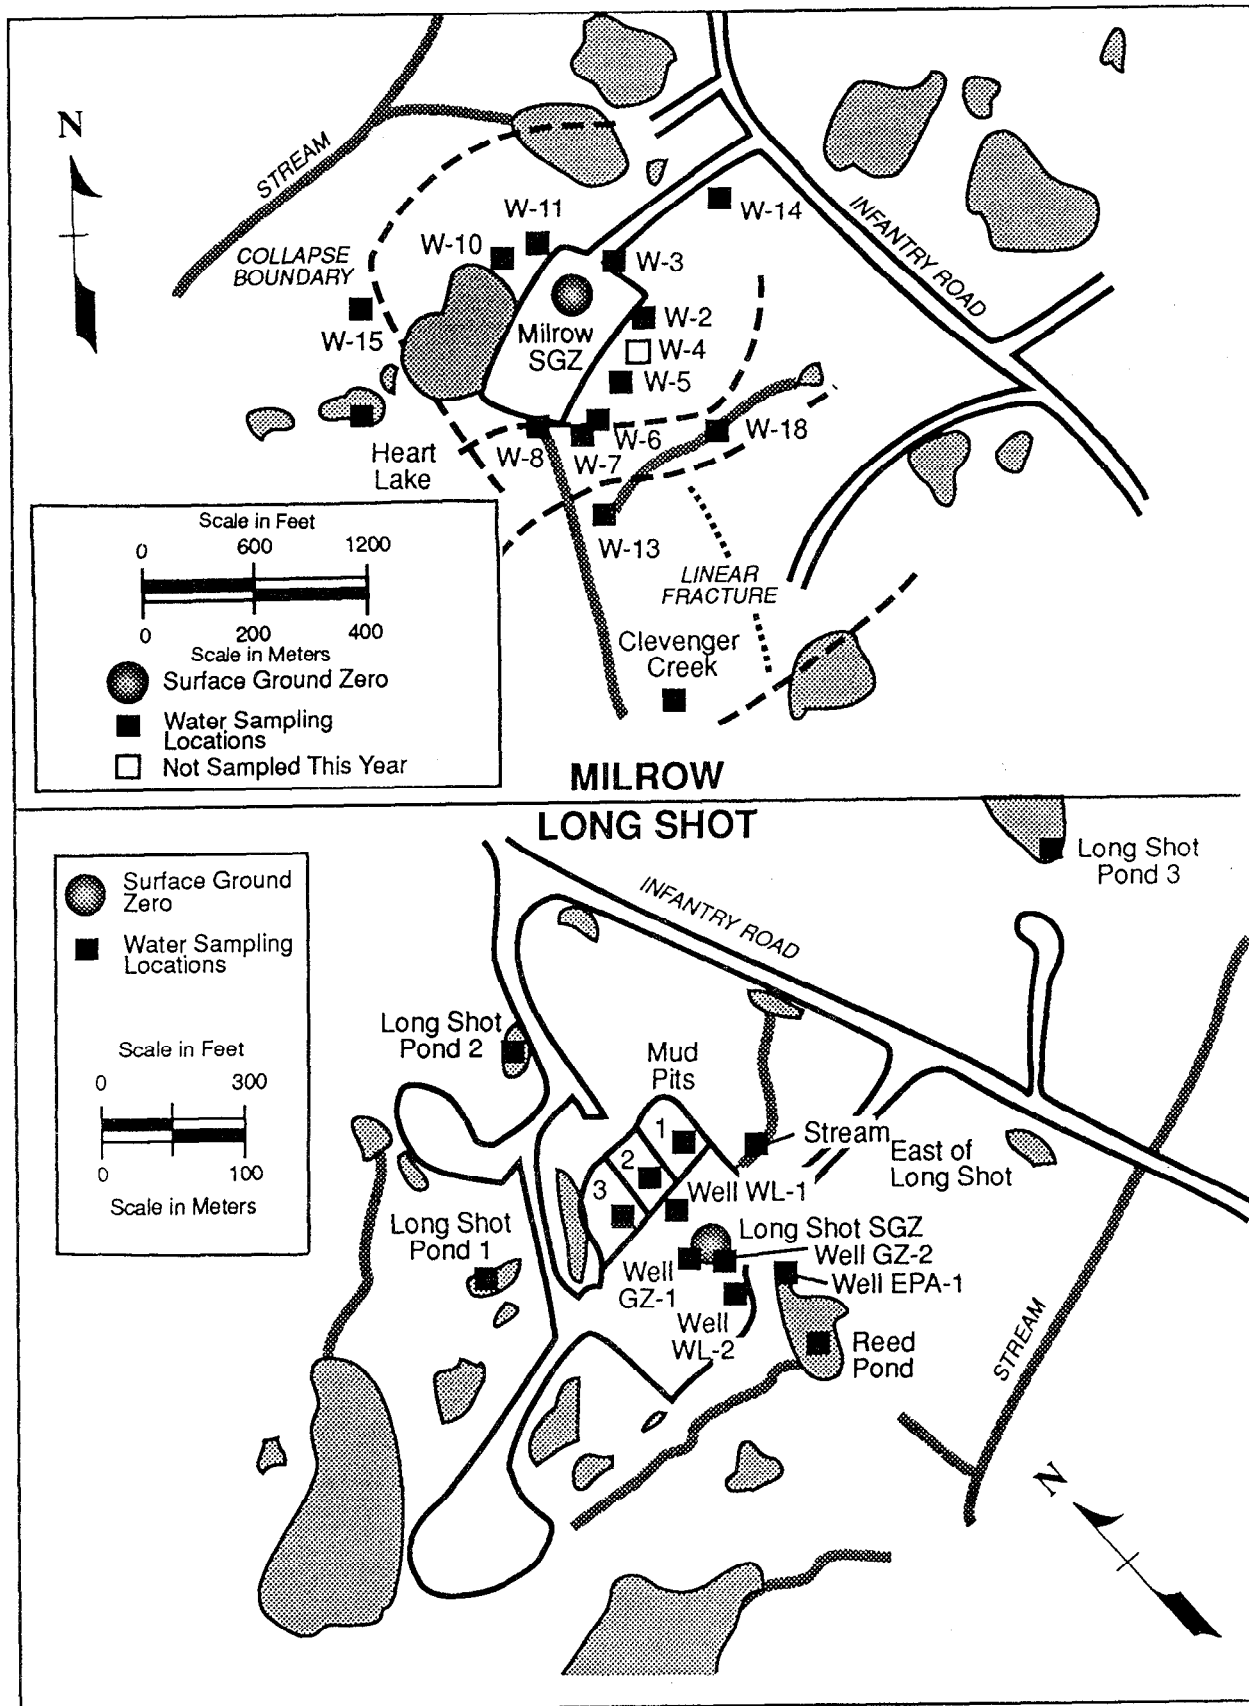 N
STREAM
COLLAPSE
BOUNDARY
W-11
W-10
W-14
W-3
INFANTRY ROAD
W-15
Milrow
SGZ
W-2
W-4
W-5
Heart
Lake
W-8
W-7
W-6
W-18
W-13
LINEAR
FRACTURE
Clevenger
Creek
Scale in Feet
0 600 1200
0 200 400
Scale in Meters
Surface Ground Zero
Water Sampling
Locations
Not Sampled This Year
MILROW
LONG SHOT
Surface Ground
Zero
Water Sampling
Locations
Scale in Feet
0 300
0 100
Scale in Meters
INFANTRY ROAD
Long Shot
Pond 3
Long Shot
Pond 2
Mud
Pits
1
2
3
Stream
East of
Long Shot
Well WL-1
Long Shot
Pond 1
Long Shot SGZ
Well GZ-2
Well
GZ-1
Well EPA-1
Well
WL-2
Reed
Pond
STREAM
N